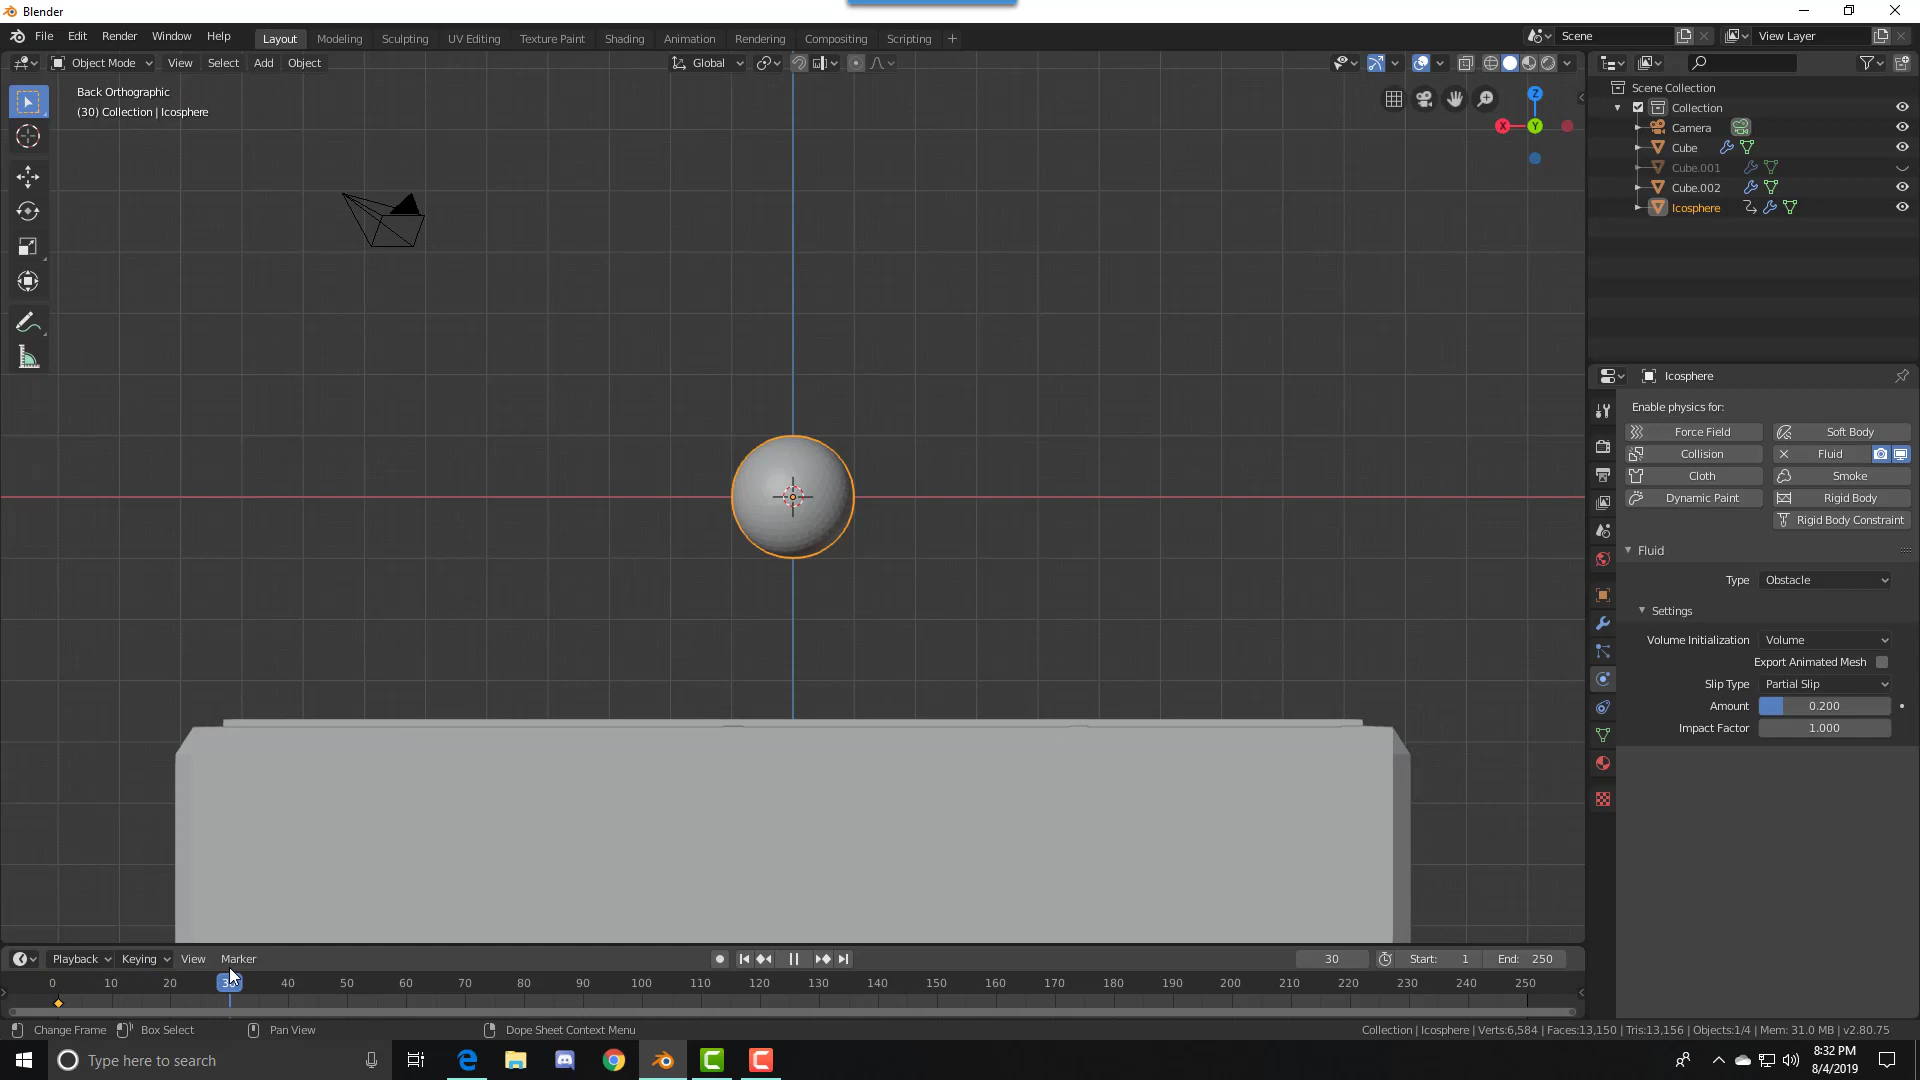 Blender
File Edit Render Window Help
Layout Modeling Sculpting UV Editing Texture Paint Shading Animation Rendering Compositing Scripting +
Scene
View Layer
Object Mode View Select Add Object
Global
Back Orthographic
(30) Collection | Icosphere
Z
X
Y
Scene Collection
Collection
Camera
Cube
Cube.001
Cube.002
Icosphere
Icosphere
Enable physics for:
Force Field Soft Body
Collision Fluid
Cloth Smoke
Dynamic Paint Rigid Body
Rigid Body Constraint
Fluid
Type Obstacle
Settings
Volume Initialization Volume
Export Animated Mesh
Slip Type Partial Slip
Amount 0.200
Impact Factor 1.000
Playback Keying View Marker
30 Start: 1 End: 250
0 10 20 30 40 50 60 70 80 90 100 110 120 130 140 150 160 170 180 190 200 210 220 230 240 250
Change Frame Box Select Pan View Dope Sheet Context Menu
Collection | Icosphere | Verts:6,584 | Faces:13,150 | Tris:13,156 | Objects:1/4 | Mem: 31.0 MB | v2.80.75
Type here to search
8:32 PM
8/4/2019